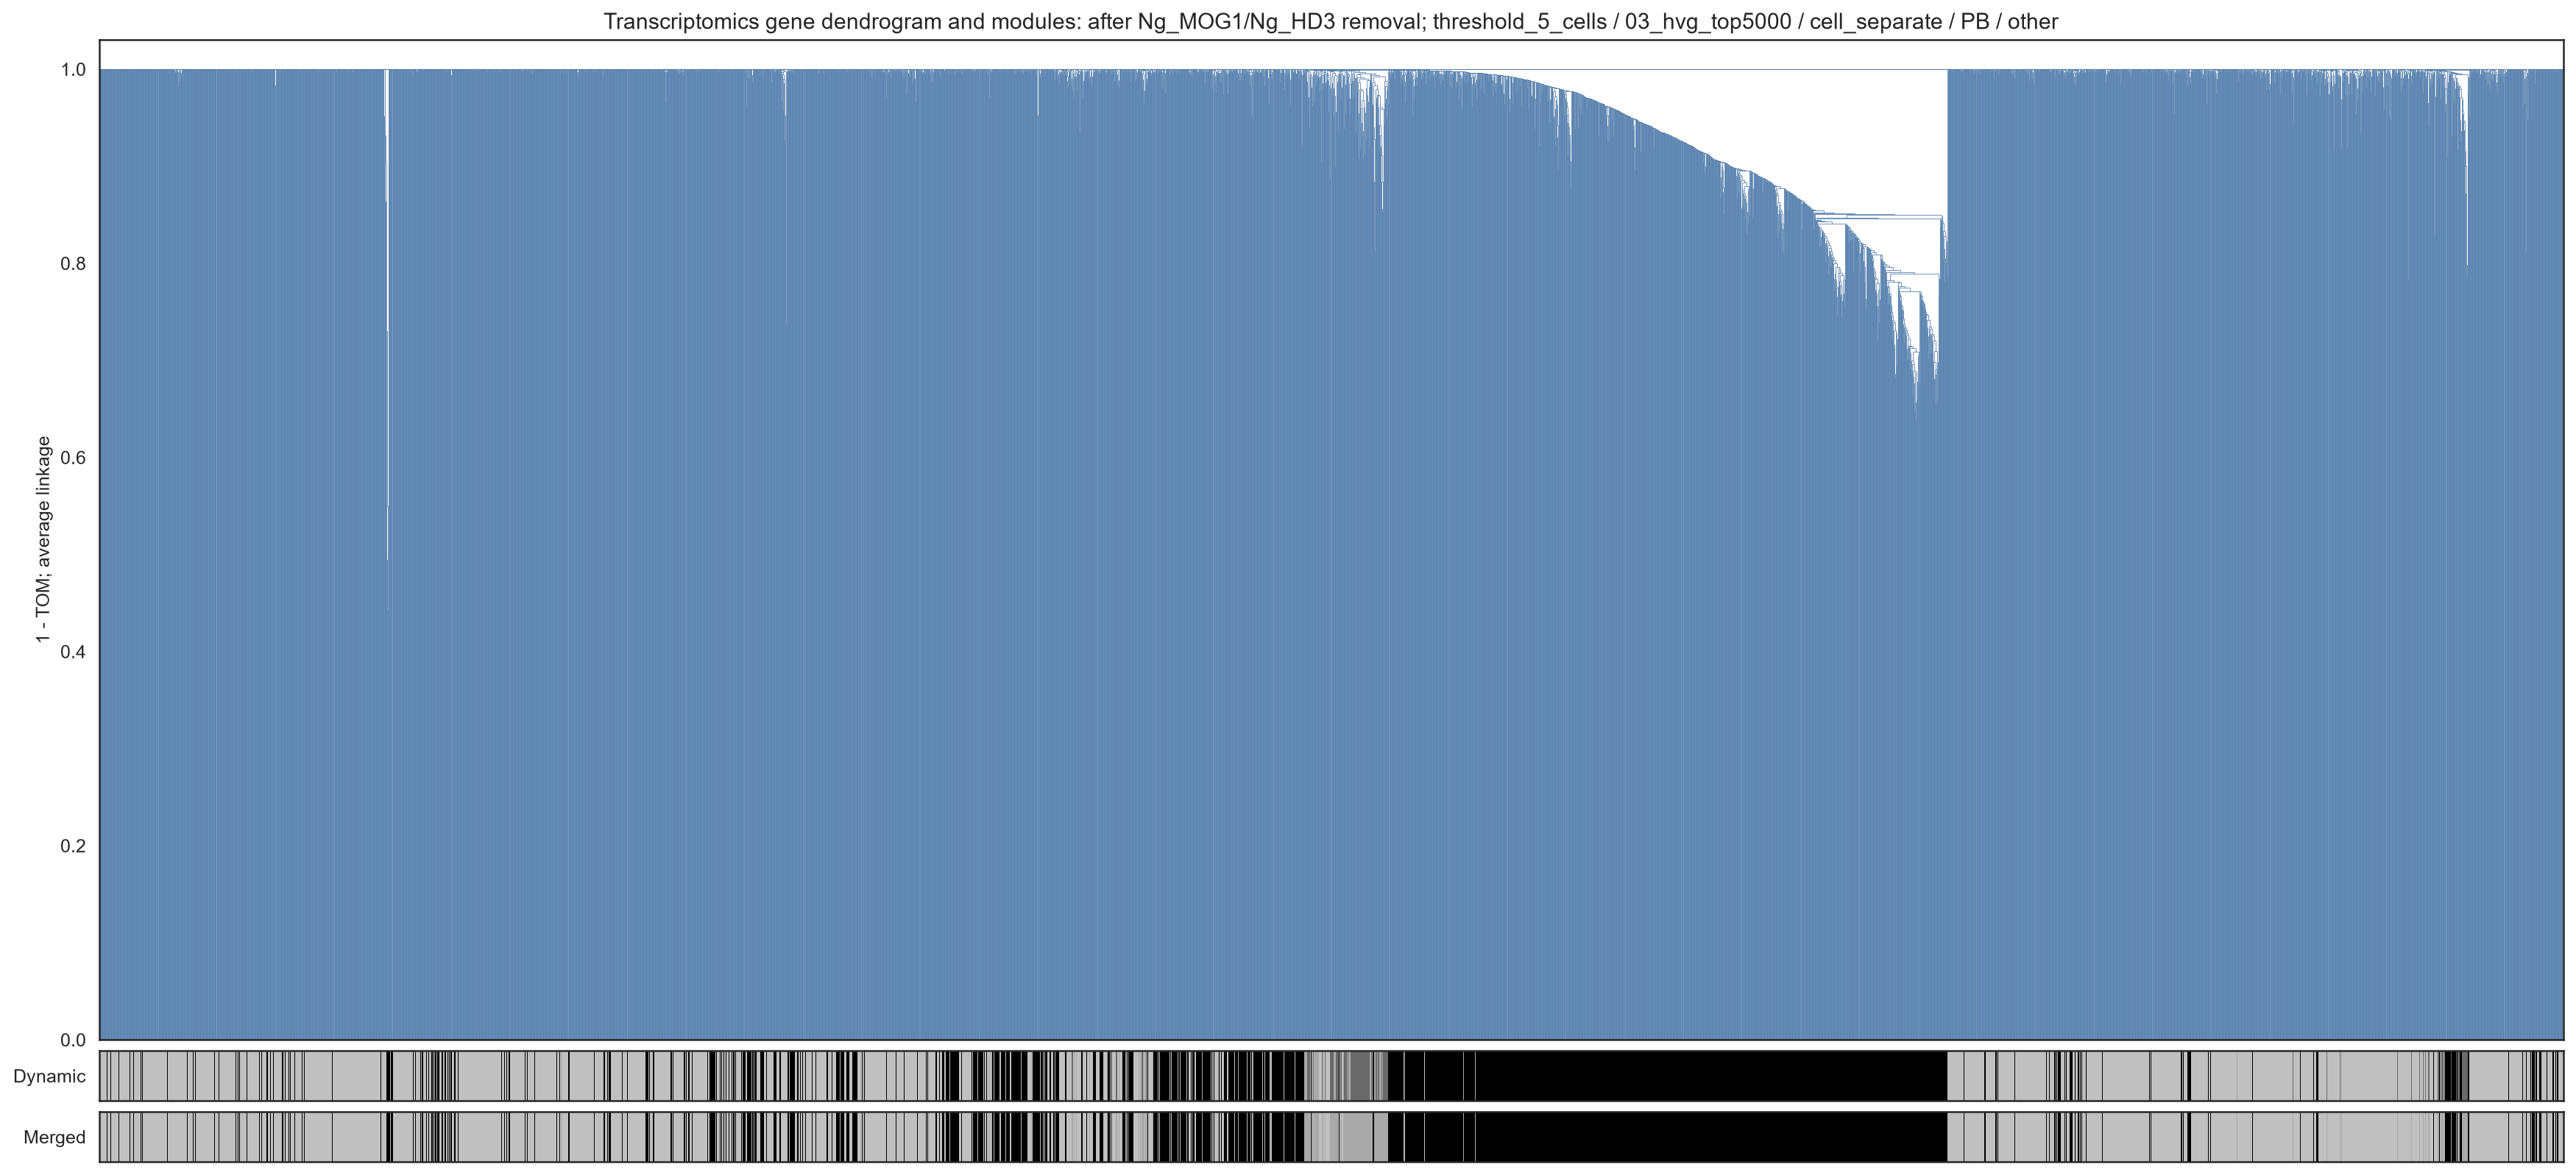 Transcriptomics gene dendrogram and modules: after Ng_MOG1/Ng_HD3 removal; threshold_5_cells / 03_hvg_top5000 / cell_separate / PB / other
1.0
0.8
0.6
0.4
0.2
0.0
1 - TOM; average linkage
Dynamic
Merged